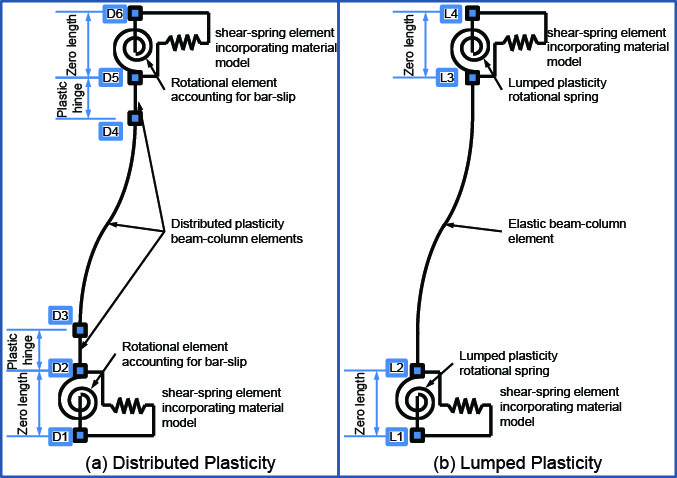 D6
Zero length
shear-spring element
incorporating material
model
D5
Rotational element
accounting for bar-slip
Plastic
hinge
D4
Distributed plasticity
beam-column elements
D3
Plastic
hinge
D2
Rotational element
accounting for bar-slip
Zero length
shear-spring element
incorporating material
model
D1
(a) Distributed Plasticity
L4
Zero length
shear-spring element
incorporating material
model
L3
Lumped plasticity
rotational spring
Elastic beam-column
element
L2
Lumped plasticity
rotational spring
Zero length
shear-spring element
incorporating material
model
L1
(b) Lumped Plasticity